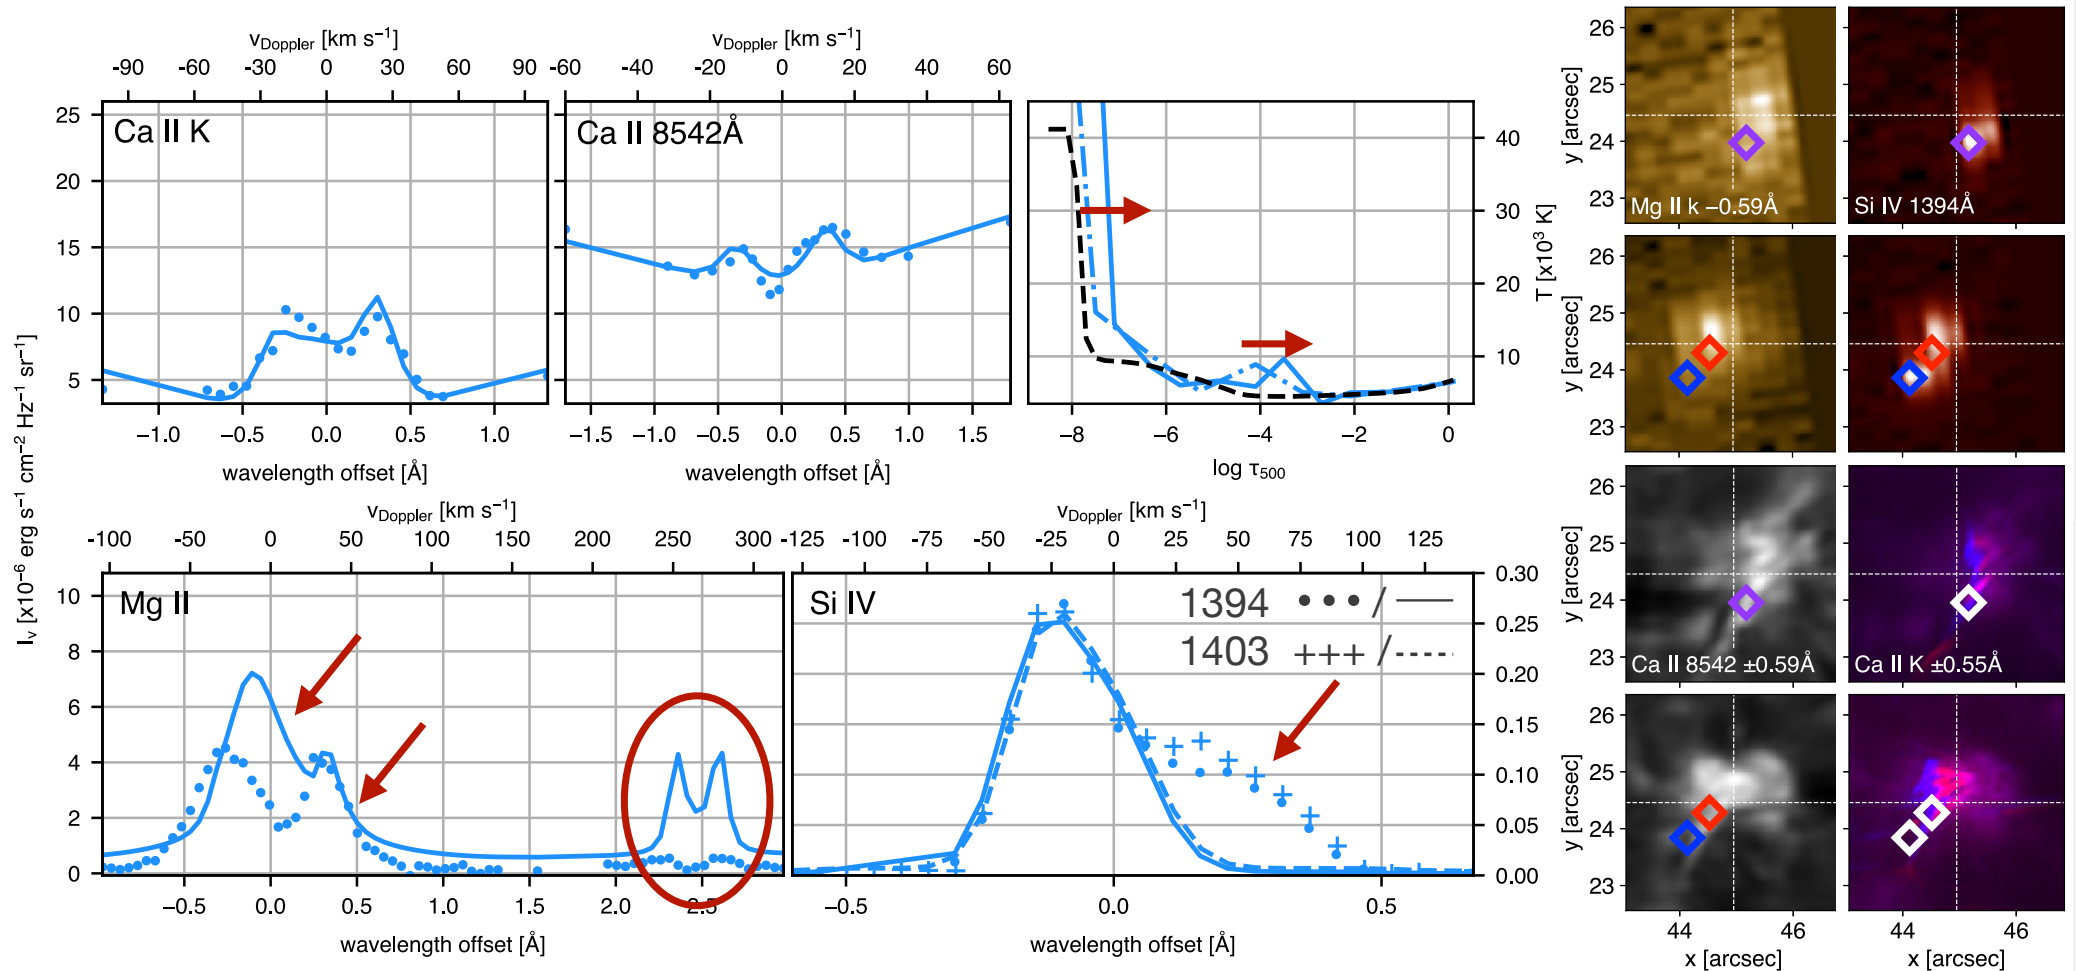 v_Doppler [km s⁻¹]
-90 -60 -30 0 30 60 90
Ca II K
25
20
15
10
5
−1.0 −0.5 0.0 0.5 1.0
wavelength offset [Å]
v_Doppler [km s⁻¹]
-60 -40 -20 0 20 40 60
Ca II 8542Å
−1.5 −1.0 −0.5 0.0 0.5 1.0 1.5
wavelength offset [Å]
40
30
20
10
T [x10³ K]
−8 −6 −4 −2 0
log τ₅₀₀
I_ν [x10⁻⁶ erg s⁻¹ cm⁻² Hz⁻¹ sr⁻¹]
v_Doppler [km s⁻¹]
-100 -50 0 50 100 150 200 250 300
Mg II
10
8
6
4
2
0
−0.5 0.0 0.5 1.0 1.5 2.0 2.5
wavelength offset [Å]
v_Doppler [km s⁻¹]
-125 -100 -75 -50 -25 0 25 50 75 100 125
Si IV
1394 ••• / —
1403 +++ / -----
0.30
0.25
0.20
0.15
0.10
0.05
0.00
−0.5 0.0 0.5
wavelength offset [Å]
y [arcsec]
26
25
24
23
Mg II k −0.59Å
Si IV 1394Å
y [arcsec]
26
25
24
23
y [arcsec]
26
25
24
23
Ca II 8542 ±0.59Å
Ca II K ±0.55Å
y [arcsec]
26
25
24
23
44 46
x [arcsec]
44 46
x [arcsec]